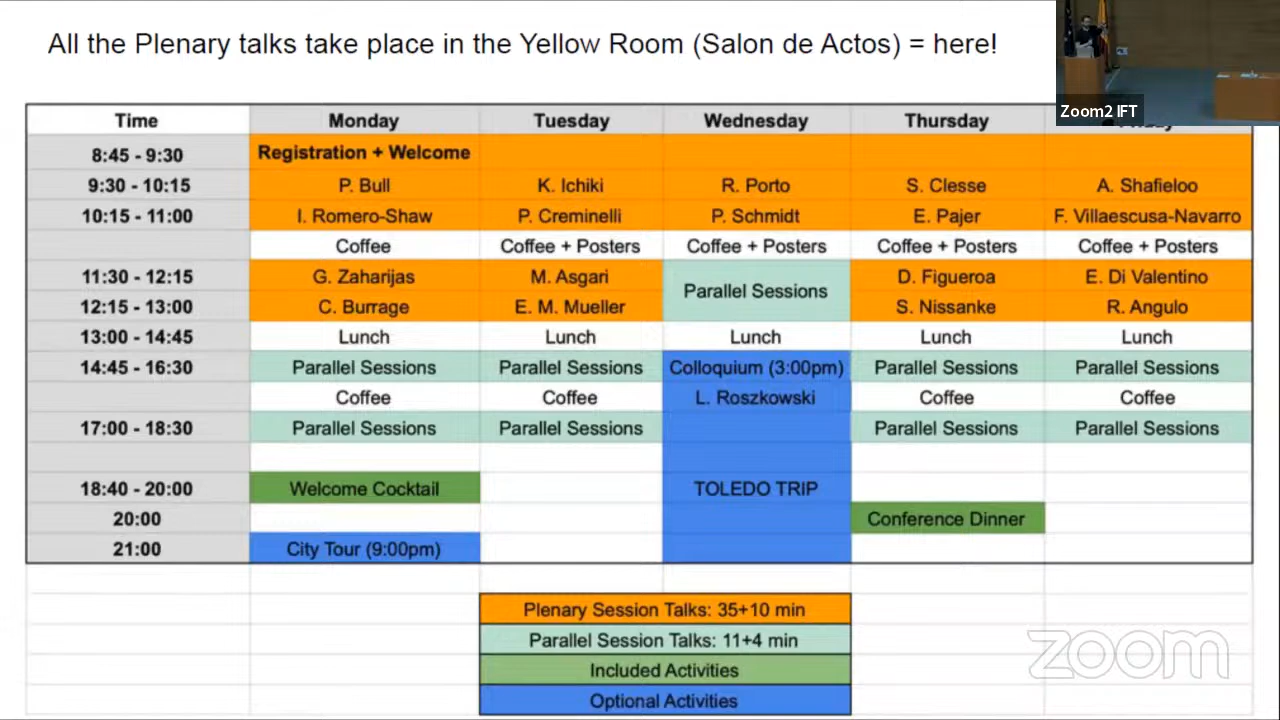 All the Plenary talks take place in the Yellow Room (Salon de Actos) = here!
Zoom2 IFT
Time Monday Tuesday Wednesday Thursday
8:45 - 9:30 Registration + Welcome
9:30 - 10:15 P. Bull K. Ichiki R. Porto S. Clesse A. Shafieloo
10:15 - 11:00 I. Romero-Shaw P. Creminelli P. Schmidt E. Pajer F. Villaescusa-Navarro
Coffee Coffee + Posters Coffee + Posters Coffee + Posters Coffee + Posters
11:30 - 12:15 G. Zaharijas M. Asgari D. Figueroa E. Di Valentino
Parallel Sessions
12:15 - 13:00 C. Burrage E. M. Mueller S. Nissanke R. Angulo
13:00 - 14:45 Lunch Lunch Lunch Lunch Lunch
14:45 - 16:30 Parallel Sessions Parallel Sessions Colloquium (3:00pm) Parallel Sessions Parallel Sessions
Coffee Coffee L. Roszkowski Coffee Coffee
17:00 - 18:30 Parallel Sessions Parallel Sessions Parallel Sessions Parallel Sessions
18:40 - 20:00 Welcome Cocktail TOLEDO TRIP
20:00 Conference Dinner
21:00 City Tour (9:00pm)
Plenary Session Talks: 35+10 min
Parallel Session Talks: 11+4 min
Included Activities
Optional Activities
zoom